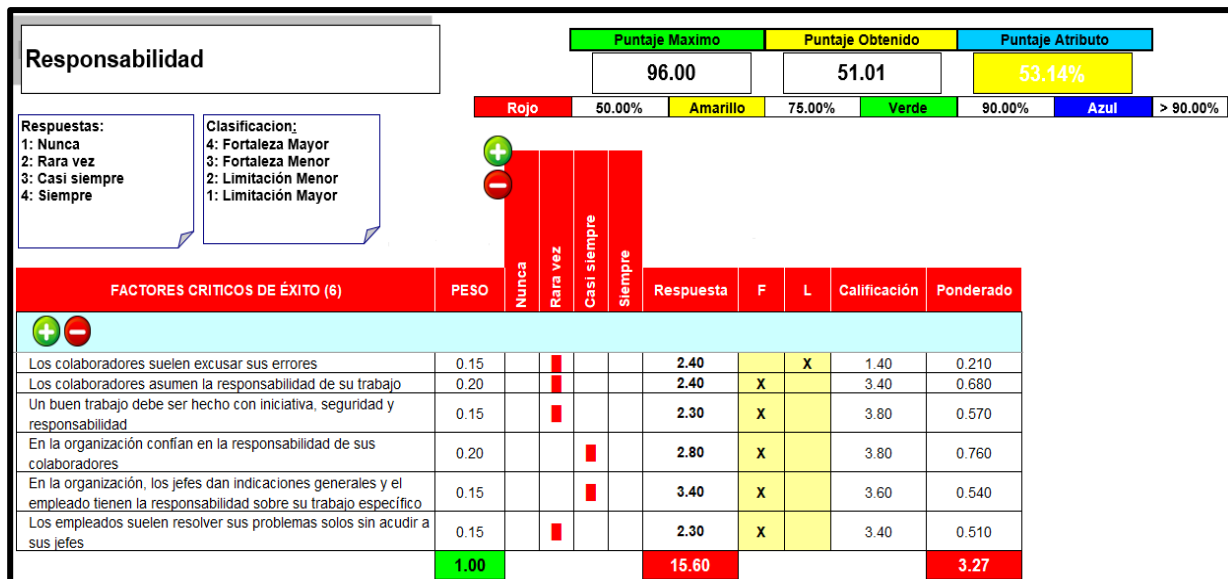 Responsabilidad
Puntaje Maximo Puntaje Obtenido Puntaje Atributo
96.00 51.01 53.14%
Rojo 50.00% Amarillo 75.00% Verde 90.00% Azul > 90.00%
Respuestas:
1: Nunca
2: Rara vez
3: Casi siempre
4: Siempre
Clasificacion:
4: Fortaleza Mayor
3: Fortaleza Menor
2: Limitación Menor
1: Limitación Mayor
FACTORES CRITICOS DE ÉXITO (6) PESO Nunca Rara vez Casi siempre Siempre Respuesta F L Calificación Ponderado
Los colaboradores suelen excusar sus errores 0.15 2.40 X 1.40 0.210
Los colaboradores asumen la responsabilidad de su trabajo 0.20 2.40 X 3.40 0.680
Un buen trabajo debe ser hecho con iniciativa, seguridad y
responsabilidad 0.15 2.30 X 3.80 0.570
En la organización confían en la responsabilidad de sus
colaboradores 0.20 2.80 X 3.80 0.760
En la organización, los jefes dan indicaciones generales y el
empleado tienen la responsabilidad sobre su trabajo específico 0.15 3.40 X 3.60 0.540
Los empleados suelen resolver sus problemas solos sin acudir a
sus jefes 0.15 2.30 X 3.40 0.510
1.00 15.60 3.27